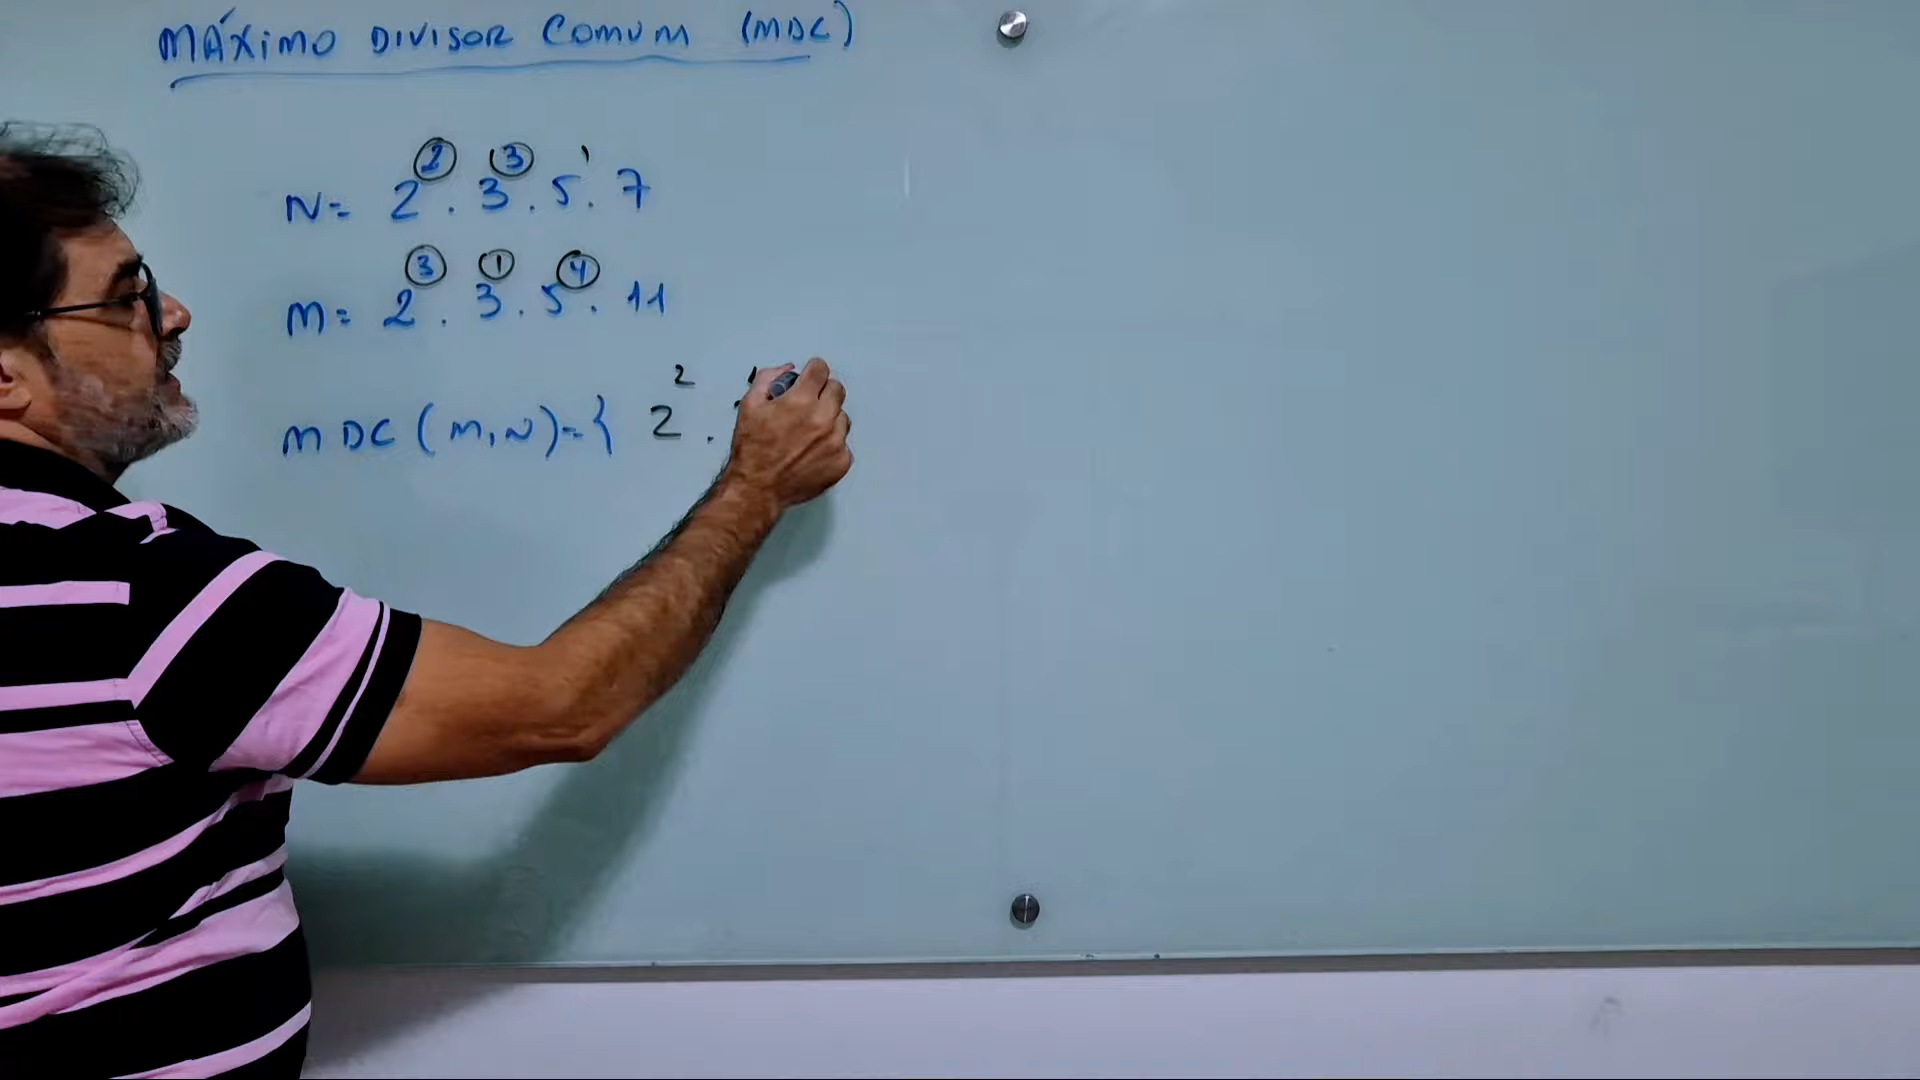 MÁXIMO DIVISOR COMUM (MDC)
N= 2² . 3³ . 5¹ . 7
M= 2³ . 3¹ . 5⁴ . 11
MDC (M,N)={ 2² .